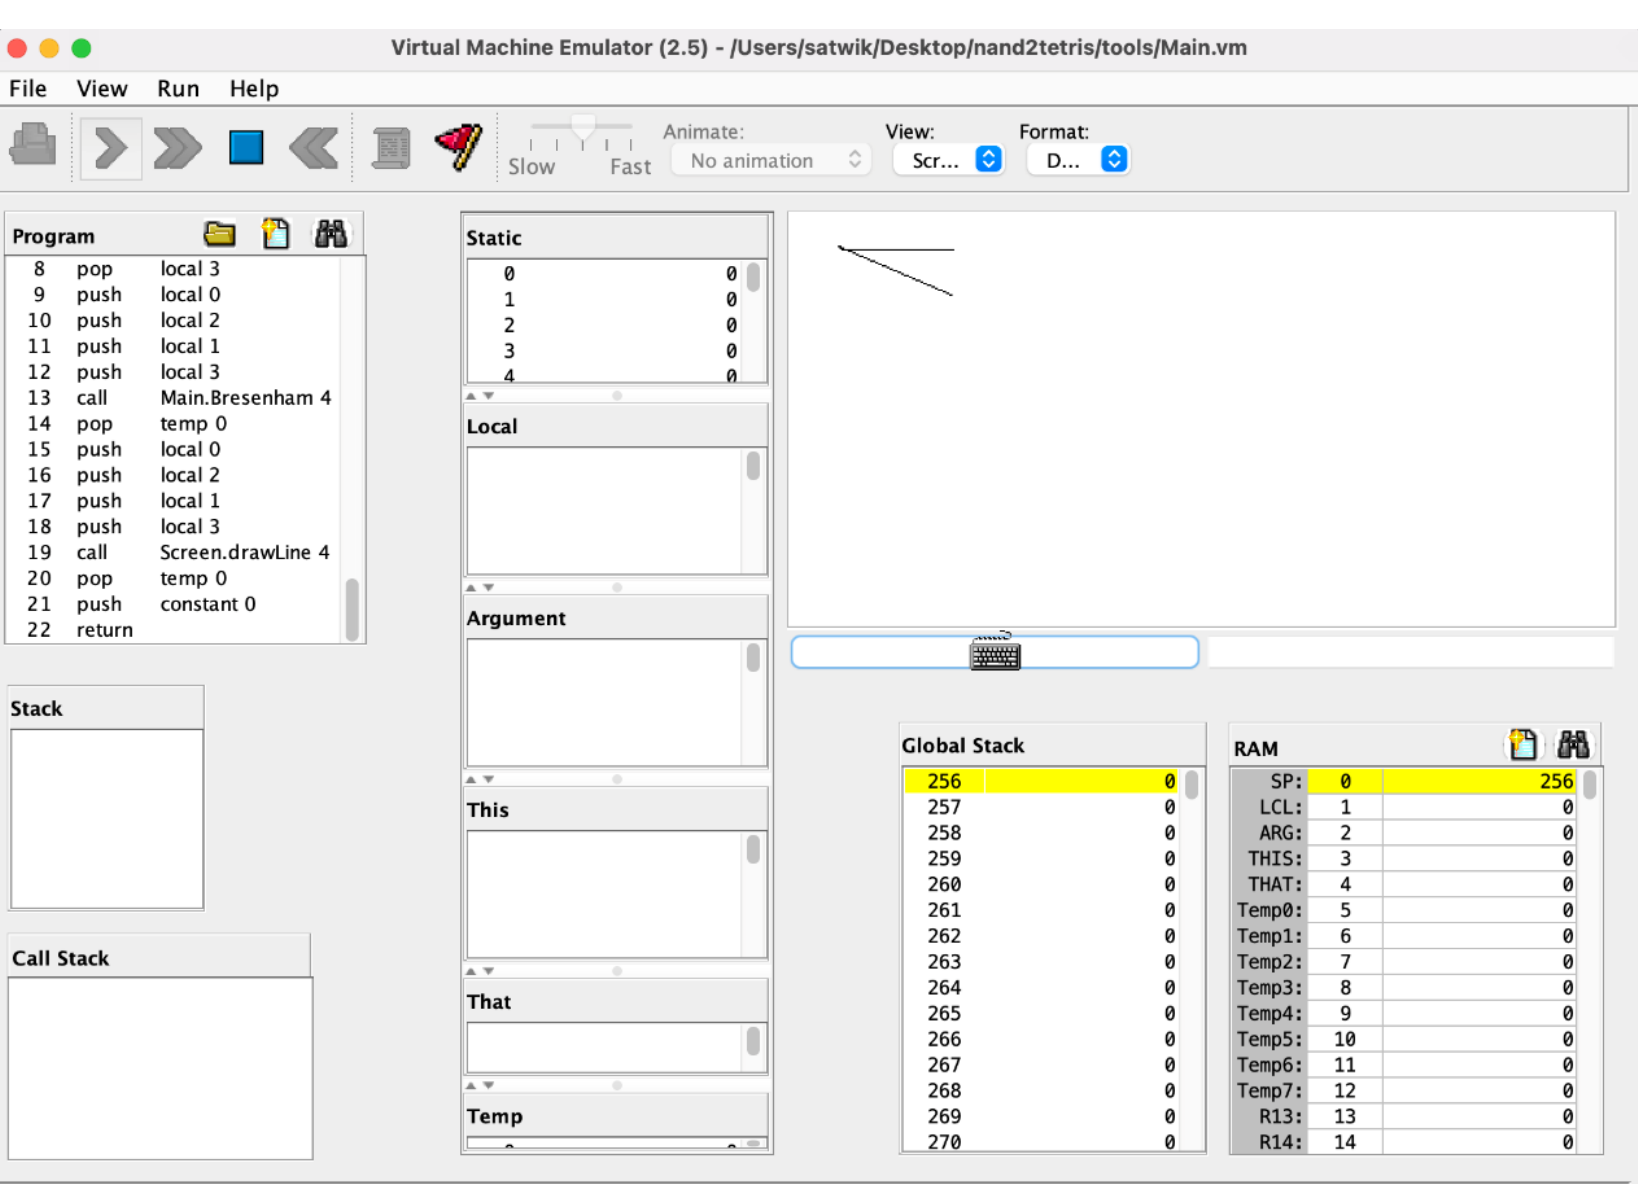 Virtual Machine Emulator (2.5) - /Users/satwik/Desktop/nand2tetris/tools/Main.vm
File View Run Help
Animate: View: Format:
Slow Fast No animation Scr... D...
Program
8 pop local 3
9 push local 0
10 push local 2
11 push local 1
12 push local 3
13 call Main.Bresenham 4
14 pop temp 0
15 push local 0
16 push local 2
17 push local 1
18 push local 3
19 call Screen.drawLine 4
20 pop temp 0
21 push constant 0
22 return
Stack
Call Stack
Static
0 0
1 0
2 0
3 0
4 0
Local
Argument
This
That
Temp
Global Stack
256 0
257 0
258 0
259 0
260 0
261 0
262 0
263 0
264 0
265 0
266 0
267 0
268 0
269 0
270 0
RAM
SP: 0 256
LCL: 1 0
ARG: 2 0
THIS: 3 0
THAT: 4 0
Temp0: 5 0
Temp1: 6 0
Temp2: 7 0
Temp3: 8 0
Temp4: 9 0
Temp5: 10 0
Temp6: 11 0
Temp7: 12 0
R13: 13 0
R14: 14 0